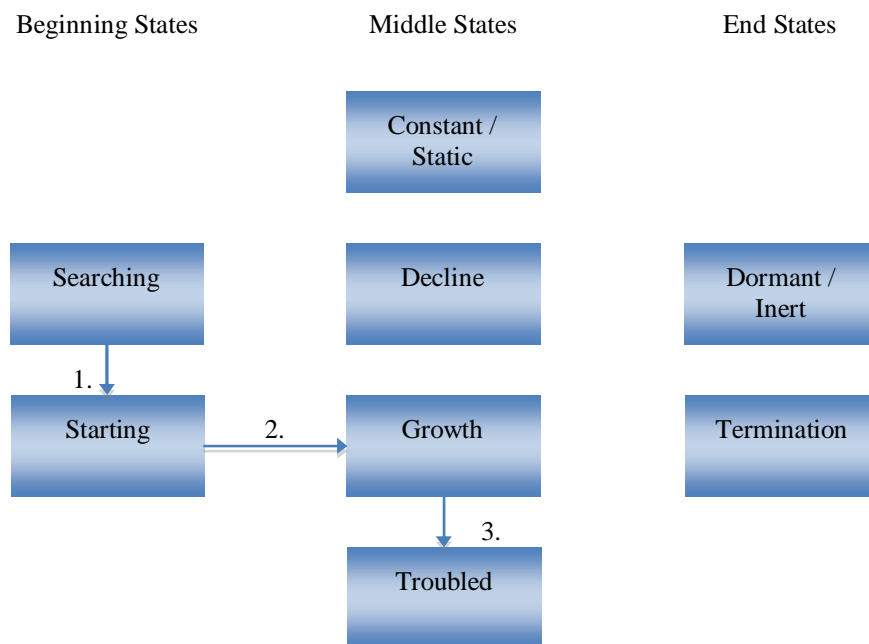 Beginning States
Middle States
End States
Constant /
Static
Searching
Decline
Dormant /
Inert
1.
Starting
2.
Growth
Termination
3.
Troubled